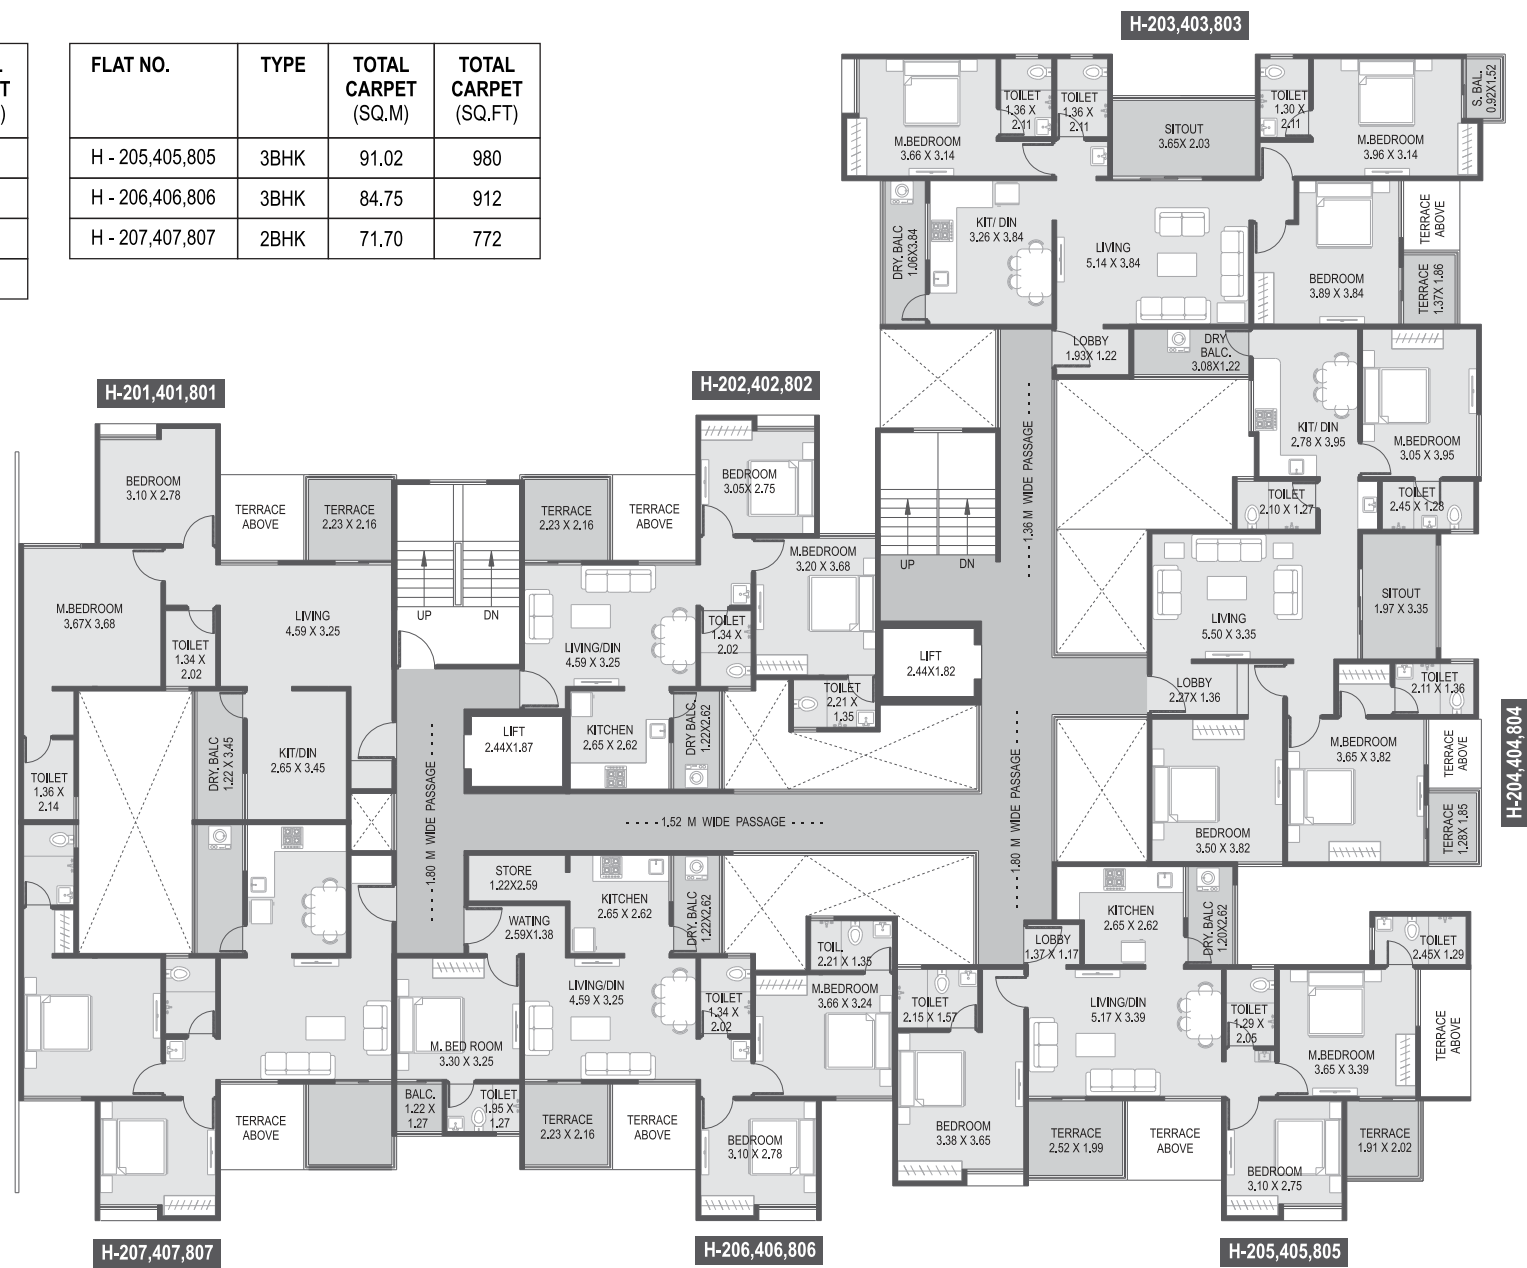 H-203,403,803
L
T
)
FLAT NO. TYPE TOTAL CARPET (SQ.M) TOTAL CARPET (SQ.FT)
H - 205,405,805 3BHK 91.02 980
H - 206,406,806 3BHK 84.75 912
H - 207,407,807 2BHK 71.70 772
M.BEDROOM
3.66 X 3.14
TOILET
1.36 X
2.11
TOILET
1.36 X
2.11
SITOUT
3.65X 2.03
TOILET
1.30 X
2.11
M.BEDROOM
3.96 X 3.14
S. BAL.
0.92X1.52
DRY. BALC
1.06X3.84
KIT/ DIN
3.26 X 3.84
LIVING
5.14 X 3.84
BEDROOM
3.89 X 3.84
TERRACE
ABOVE
TERRACE
1.37X 1.86
LOBBY
1.93X 1.22
DRY
BALC.
3.08X1.22
KIT/ DIN
2.78 X 3.95
M.BEDROOM
3.05 X 3.95
TOILET
2.10 X 1.27
TOILET
2.45 X 1.28
LIVING
5.50 X 3.35
SITOUT
1.97 X 3.35
LOBBY
2.27X 1.36
TOILET
2.11 X 1.36
BEDROOM
3.50 X 3.82
M.BEDROOM
3.65 X 3.82
TERRACE
ABOVE
TERRACE
1.28X 1.85
H-204,404,804
1.36 M WIDE PASSAGE
UP
DN
LIFT
2.44X1.82
1.80 M WIDE PASSAGE
H-201,401,801
BEDROOM
3.10 X 2.78
TERRACE
ABOVE
TERRACE
2.23 X 2.16
M.BEDROOM
3.67X 3.68
TOILET
1.34 X
2.02
LIVING
4.59 X 3.25
DRY. BALC
1.22 X 3.45
KIT/DIN
2.65 X 3.45
TOILET
1.36 X
2.14
UP
DN
LIFT
2.44X1.87
1.80 M WIDE PASSAGE
1.52 M WIDE PASSAGE
H-202,402,802
TERRACE
2.23 X 2.16
TERRACE
ABOVE
BEDROOM
3.05X 2.75
M.BEDROOM
3.20 X 3.68
LIVING/DIN
4.59 X 3.25
TOILET
1.34 X
2.02
TOILET
2.21 X
1.35
KITCHEN
2.65 X 2.62
DRY BALC.
1.22X2.62
STORE
1.22X2.59
WATING
2.59X1.38
KITCHEN
2.65 X 2.62
DRY. BALC
1.22X2.62
TOIL.
2.21 X 1.35
M. BED ROOM
3.30 X 3.25
LIVING/DIN
4.59 X 3.25
TOILET
1.34 X
2.02
M.BEDROOM
3.66 X 3.24
BALC.
1.22 X
1.27
TOILET
1.95 X
1.27
TERRACE
2.23 X 2.16
TERRACE
ABOVE
BEDROOM
3.10 X 2.78
TERRACE
ABOVE
LOBBY
1.37X 1.17
KITCHEN
2.65 X 2.62
DRY. BALC
1.20X2.62
TOILET
2.15 X 1.57
LIVING/DIN
5.17 X 3.39
TOILET
1.29 X
2.05
TOILET
2.45X 1.29
M.BEDROOM
3.65 X 3.39
TERRACE
ABOVE
BEDROOM
3.38 X 3.65
TERRACE
2.52 X 1.99
TERRACE
ABOVE
BEDROOM
3.10 X 2.75
TERRACE
1.91 X 2.02
H-207,407,807
H-206,406,806
H-205,405,805